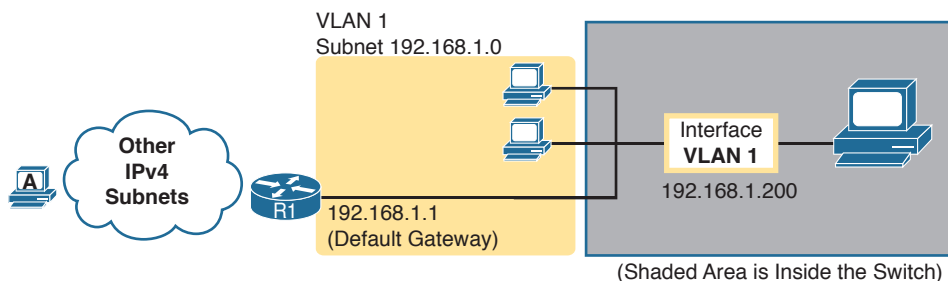 VLAN 1
Subnet 192.168.1.0
A
Other
IPv4
Subnets
R1
192.168.1.1
(Default Gateway)
Interface
VLAN 1
192.168.1.200
(Shaded Area is Inside the Switch)